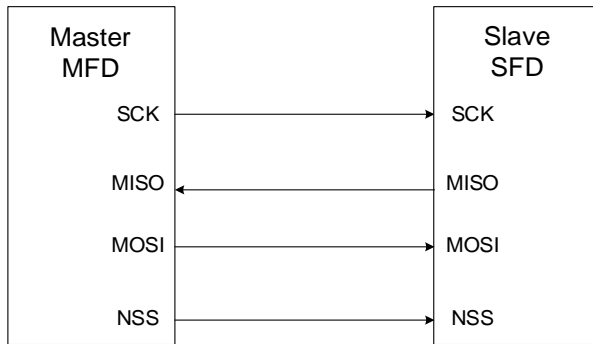 Master
MFD
Slave
SFD
SCK
SCK
MISO
MISO
MOSI
MOSI
NSS
NSS